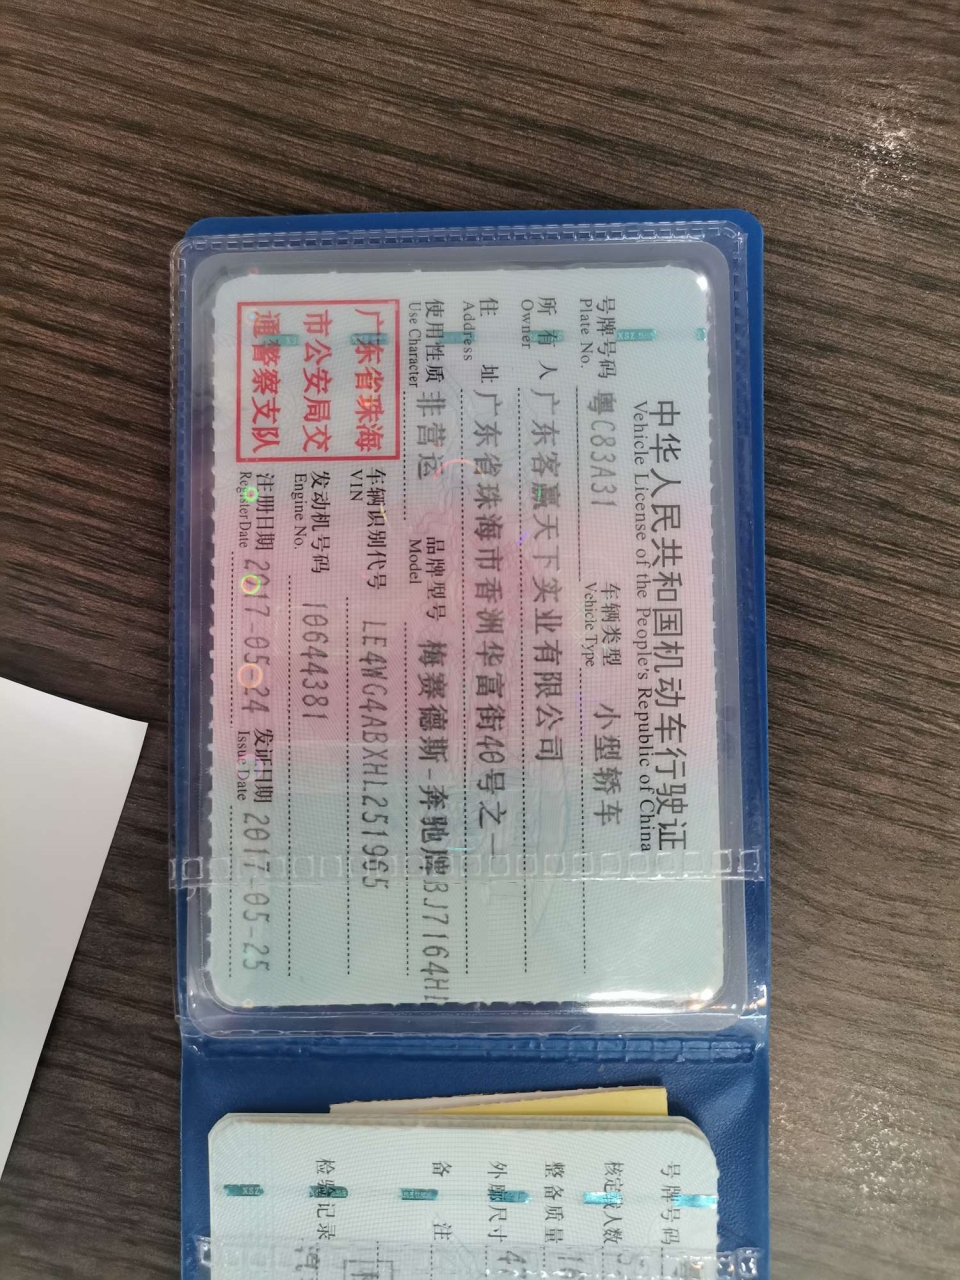 中华人民共和国机动车行驶证
Vehicle License of the People's Republic of China
号牌号码 粤C83A31 车辆类型 小型轿车
Plate No. Vehicle Type
所有人 广东客赢天下实业有限公司
Owner
住址 广东省珠海市香洲华富街40号之一
Address
使用性质 非营运 品牌型号 梅赛德斯-奔驰牌BJ7164H
Use Character Model
广东省珠海
市公安局交
通警察支队
车辆识别代号 LE4WG4ABXHL251965
VIN
发动机号码 10644381
Engine No.
注册日期 2017-05-24 发证日期 2017-05-25
Register Date Issue Date
号牌号码
核定载人数 5
整备质量
外廓尺寸 4
备注
检验记录